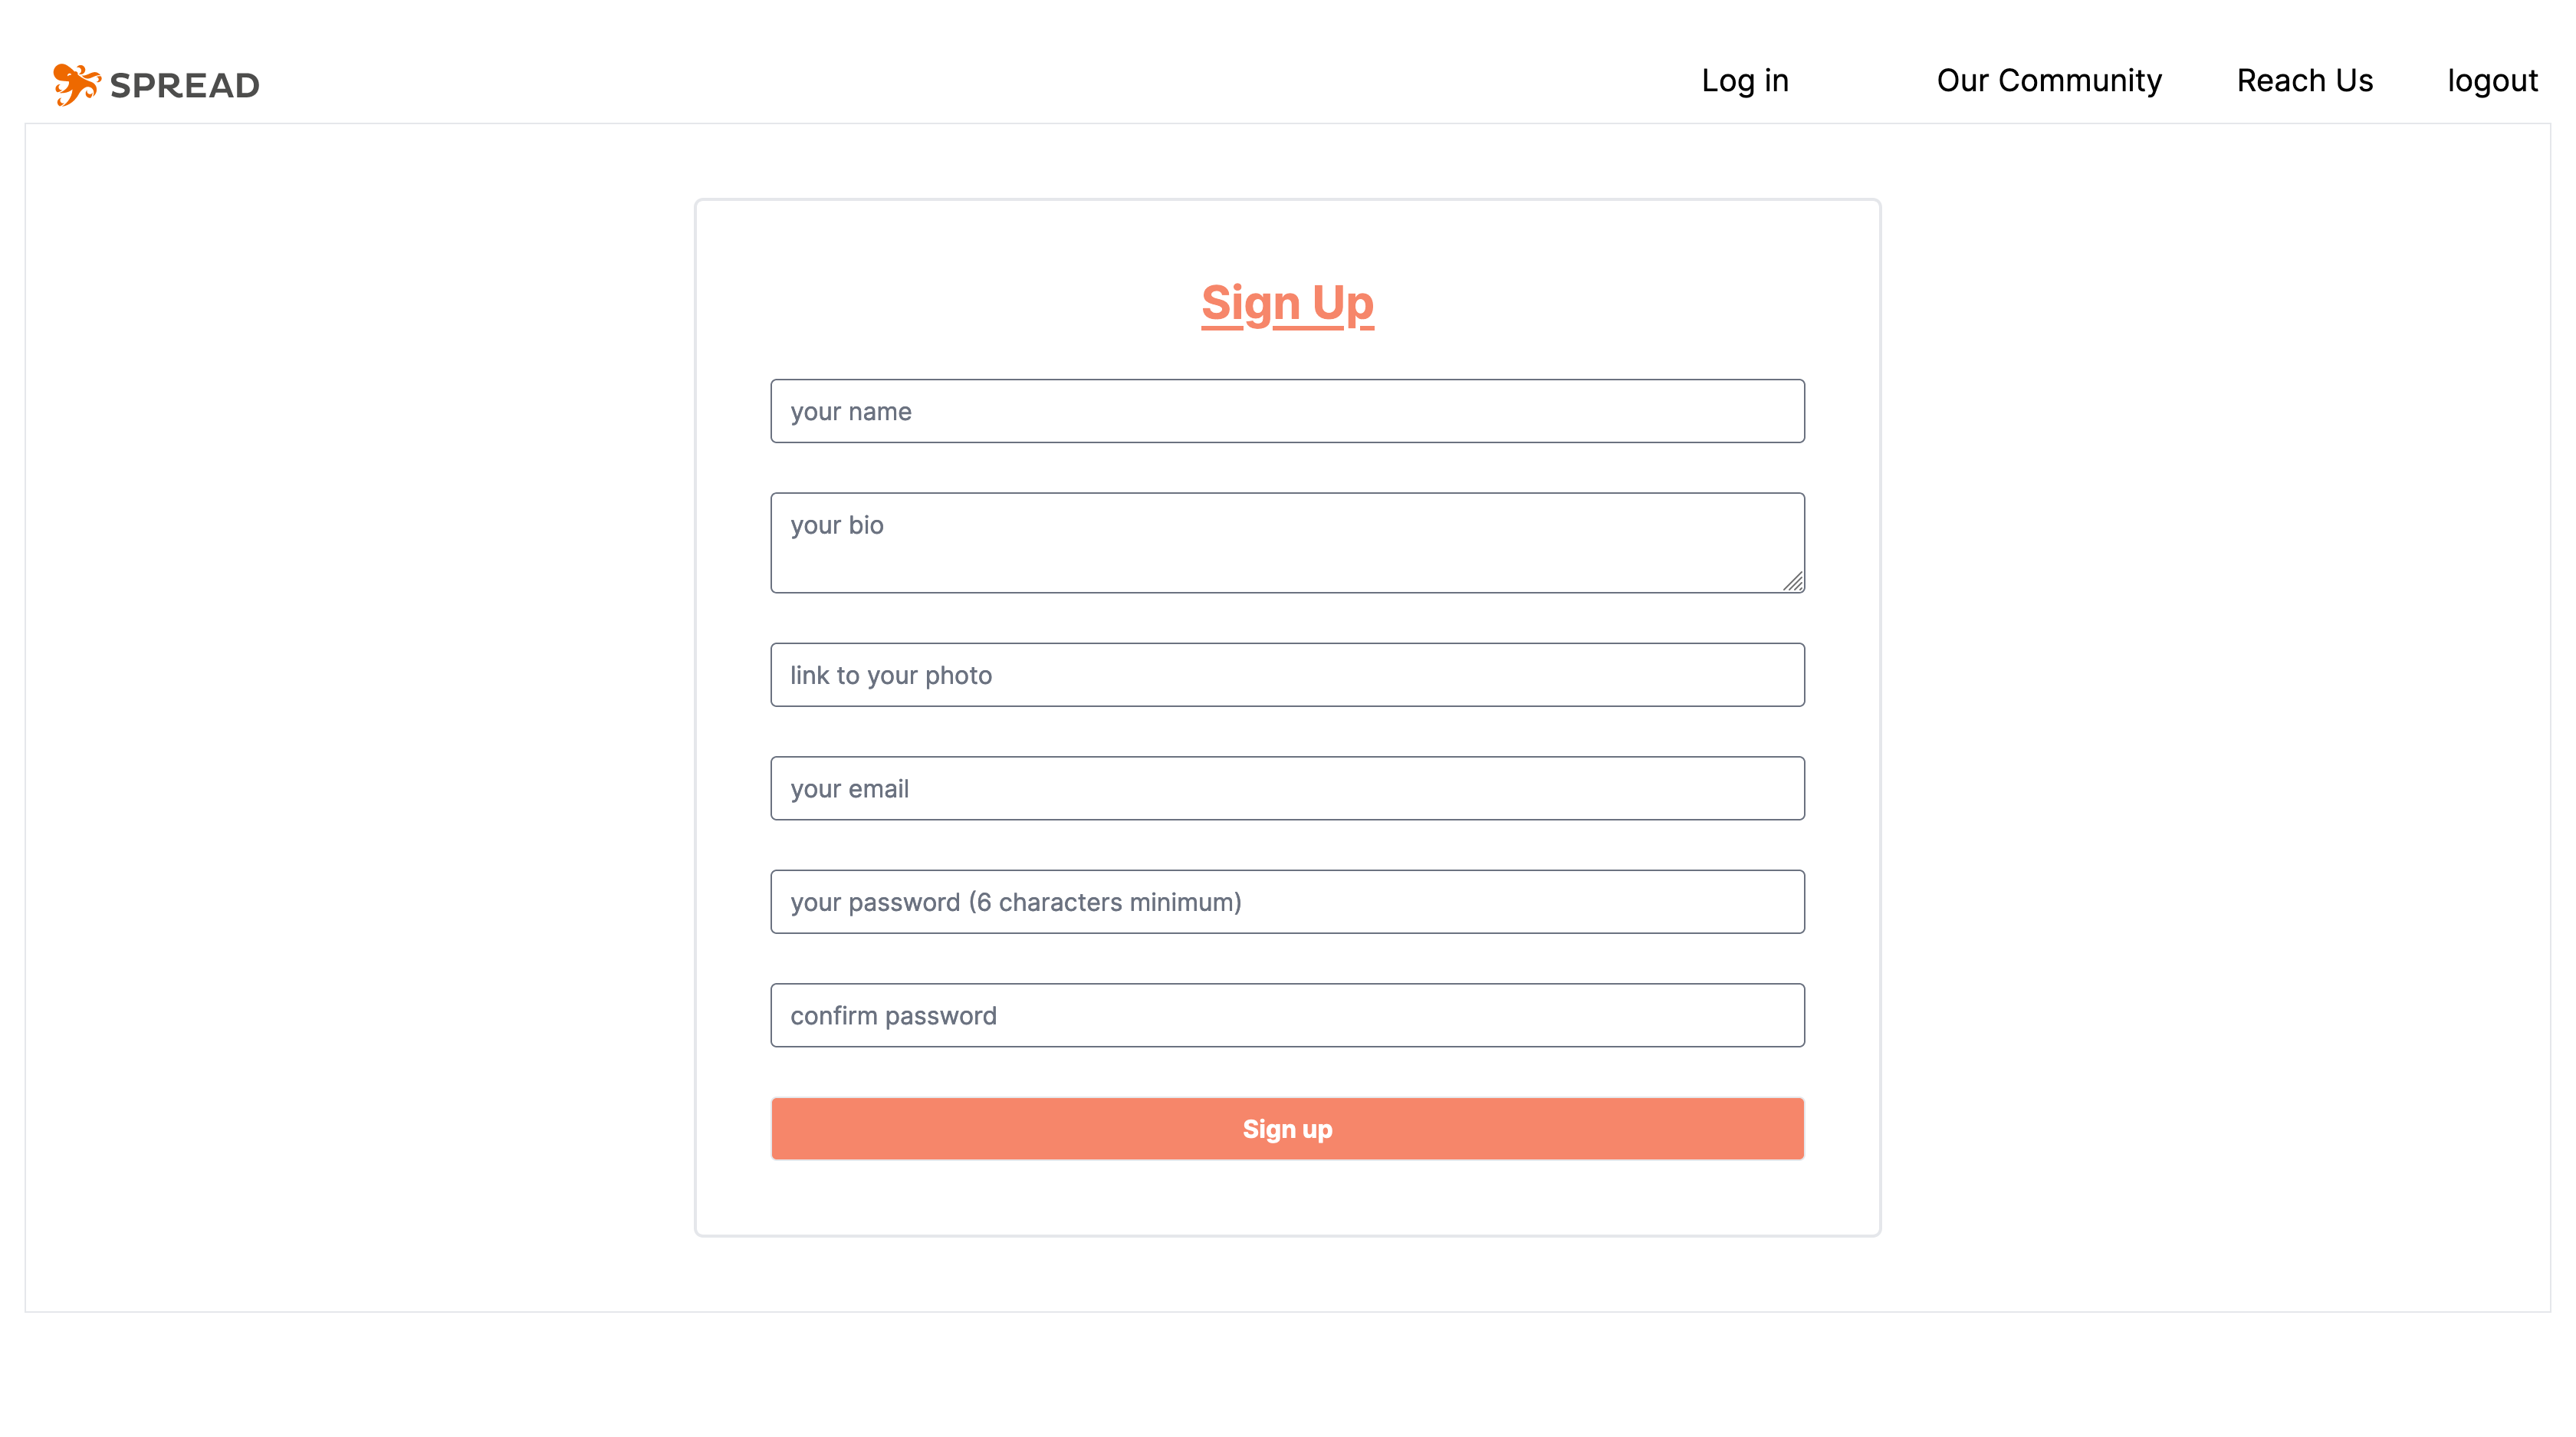 SPREAD
Log in
Our Community
Reach Us
logout
Sign Up
your name
your bio
link to your photo
your email
your password (6 characters minimum)
confirm password
Sign up